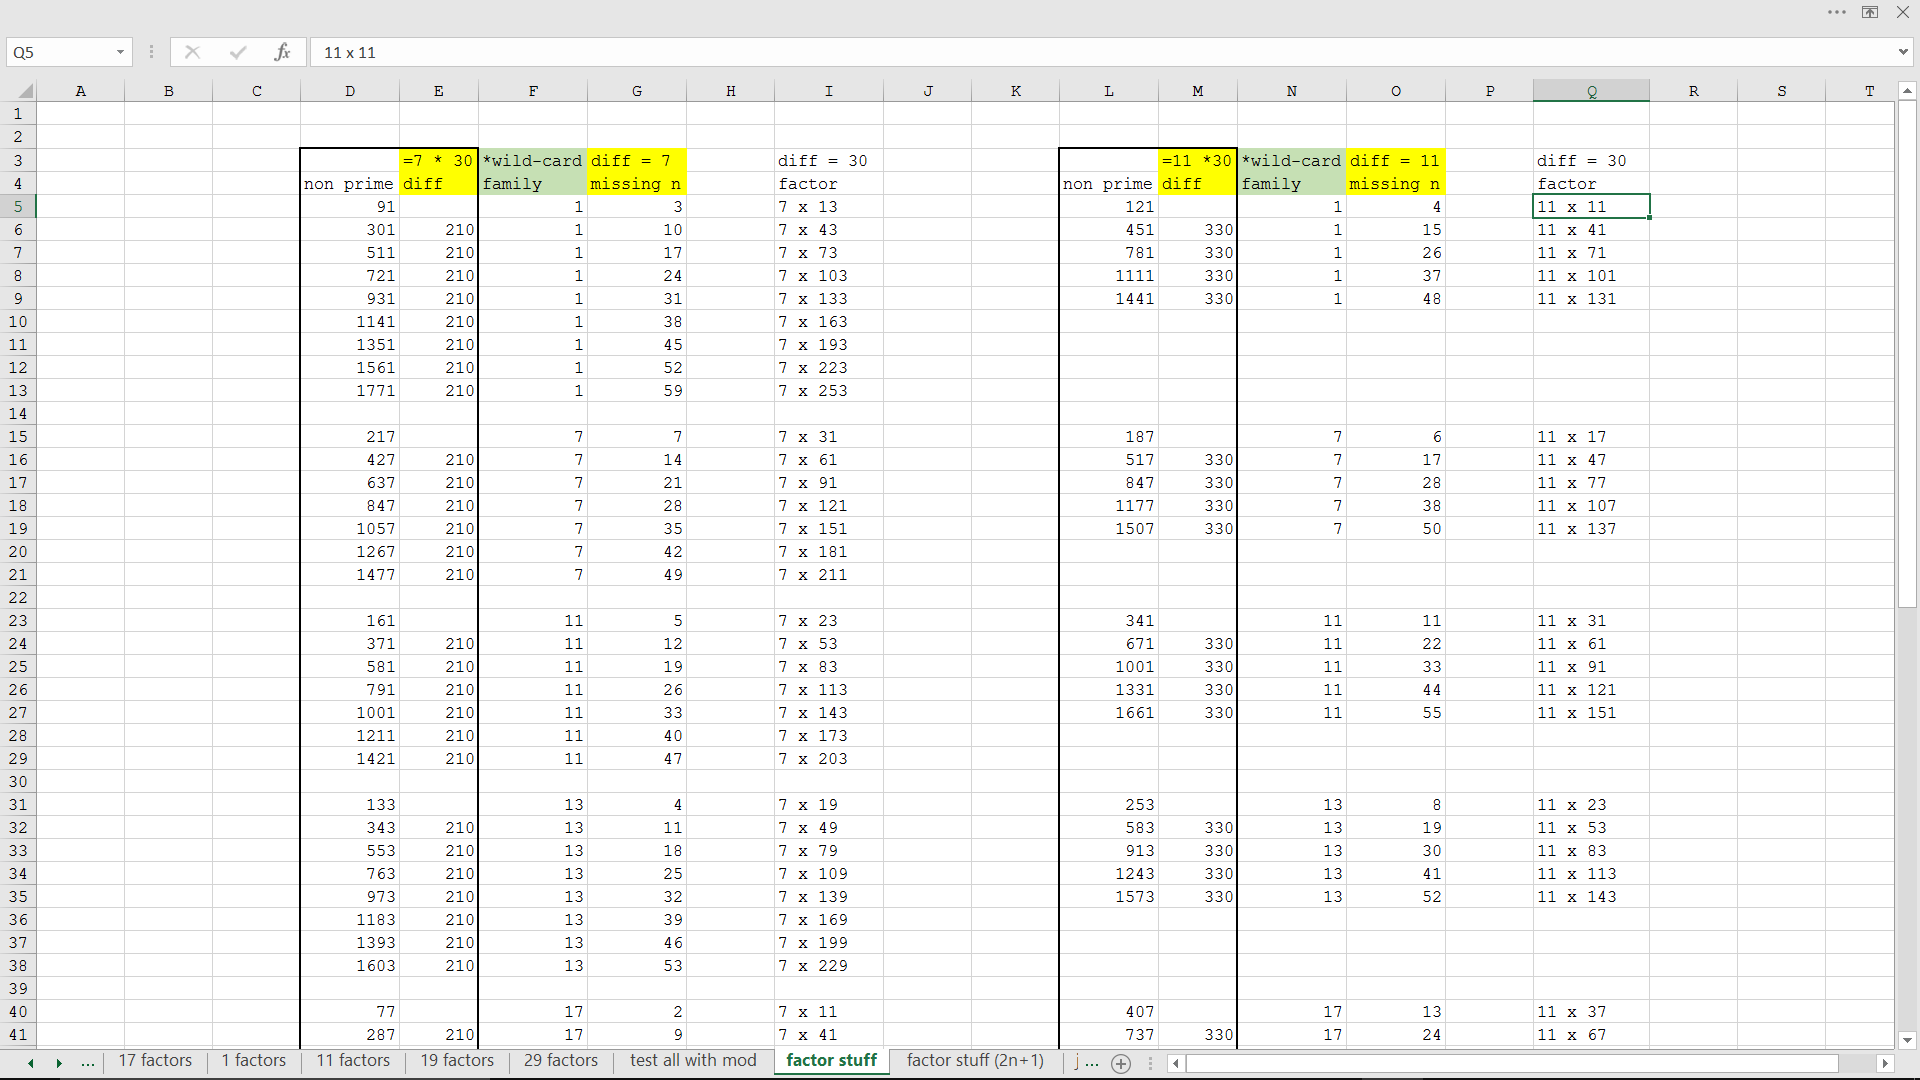 Q5 fx 11 x 11
A B C D E F G H I J K L M N O P Q R S T
1
2
3 =7 * 30 *wild-card diff = 7 diff = 30 =11 *30 *wild-card diff = 11 diff = 30
4 non prime diff family missing n factor non prime diff family missing n factor
5 91 1 3 7 x 13 121 1 4 11 x 11
6 301 210 1 10 7 x 43 451 330 1 15 11 x 41
7 511 210 1 17 7 x 73 781 330 1 26 11 x 71
8 721 210 1 24 7 x 103 1111 330 1 37 11 x 101
9 931 210 1 31 7 x 133 1441 330 1 48 11 x 131
10 1141 210 1 38 7 x 163
11 1351 210 1 45 7 x 193
12 1561 210 1 52 7 x 223
13 1771 210 1 59 7 x 253
14
15 217 7 7 7 x 31 187 7 6 11 x 17
16 427 210 7 14 7 x 61 517 330 7 17 11 x 47
17 637 210 7 21 7 x 91 847 330 7 28 11 x 77
18 847 210 7 28 7 x 121 1177 330 7 38 11 x 107
19 1057 210 7 35 7 x 151 1507 330 7 50 11 x 137
20 1267 210 7 42 7 x 181
21 1477 210 7 49 7 x 211
22
23 161 11 5 7 x 23 341 11 11 11 x 31
24 371 210 11 12 7 x 53 671 330 11 22 11 x 61
25 581 210 11 19 7 x 83 1001 330 11 33 11 x 91
26 791 210 11 26 7 x 113 1331 330 11 44 11 x 121
27 1001 210 11 33 7 x 143 1661 330 11 55 11 x 151
28 1211 210 11 40 7 x 173
29 1421 210 11 47 7 x 203
30
31 133 13 4 7 x 19 253 13 8 11 x 23
32 343 210 13 11 7 x 49 583 330 13 19 11 x 53
33 553 210 13 18 7 x 79 913 330 13 30 11 x 83
34 763 210 13 25 7 x 109 1243 330 13 41 11 x 113
35 973 210 13 32 7 x 139 1573 330 13 52 11 x 143
36 1183 210 13 39 7 x 169
37 1393 210 13 46 7 x 199
38 1603 210 13 53 7 x 229
39
40 77 17 2 7 x 11 407 17 13 11 x 37
41 287 210 17 9 7 x 41 737 330 17 24 11 x 67
... 17 factors 1 factors 11 factors 19 factors 29 factors test all with mod factor stuff factor stuff (2n+1) ...